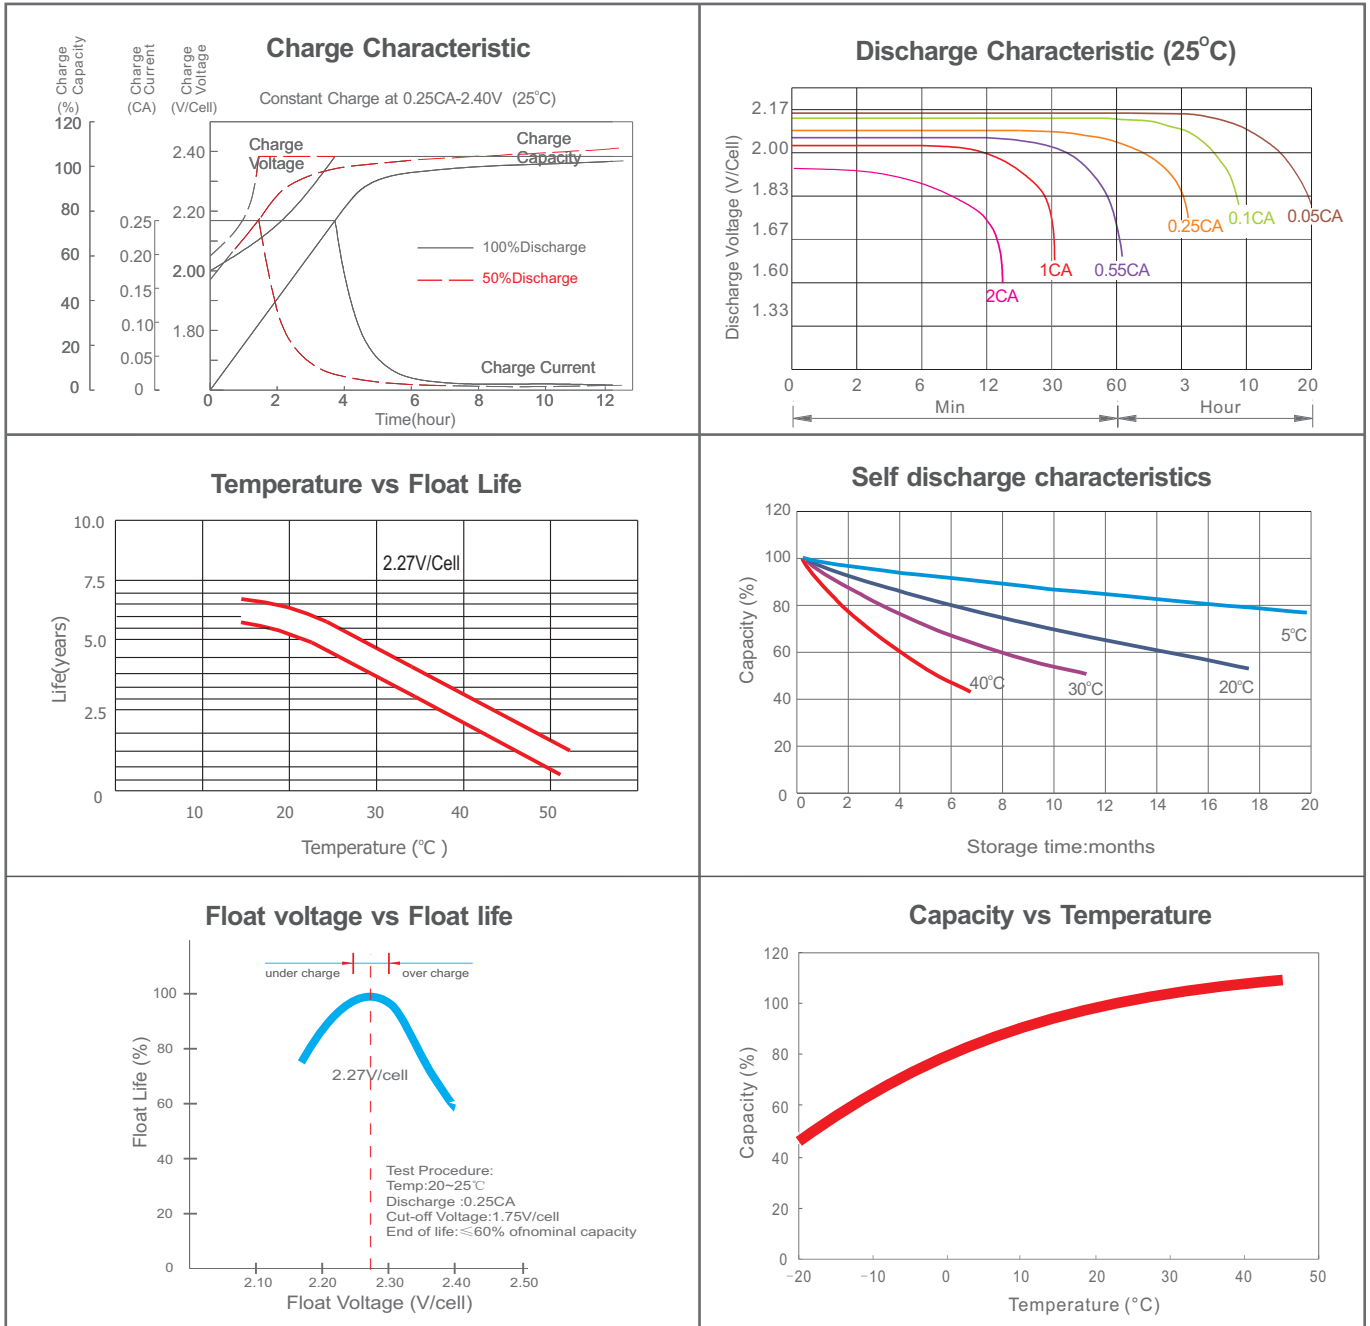 Charge Characteristic
Charge
Capacity
(%)
Charge
Current
(CA)
Charge
Voltage
(V/Cell)
Constant Charge at 0.25CA-2.40V (25°C)
120
100
80
60
40
20
0
0.25
0.20
0.15
0.10
0.05
0
2.40
2.20
2.00
1.80
Charge
Voltage
Charge
Capacity
100%Discharge
50%Discharge
Charge Current
0 2 4 6 8 10 12
Time(hour)
Discharge Characteristic (25°C)
Discharge Voltage (V/Cell)
2.17
2.00
1.83
1.67
1.60
1.33
2CA
1CA
0.55CA
0.25CA
0.1CA
0.05CA
0 2 6 12 30 60 3 10 20
Min Hour
Temperature vs Float Life
Life(years)
10.0
7.5
5.0
2.5
0
2.27V/Cell
10 20 30 40 50
Temperature (°C )
Self discharge characteristics
Capacity (%)
120
100
80
60
40
20
0
5°C
20°C
30°C
40°C
0 2 4 6 8 10 12 14 16 18 20
Storage time:months
Float voltage vs Float life
under charge over charge
Float Life (%)
100
80
60
40
20
0
2.27V/cell
Test Procedure:
Temp:20~25℃
Discharge :0.25CA
Cut-off Voltage:1.75V/cell
End of life:≤60% ofnominal capacity
2.10 2.20 2.30 2.40 2.50
Float Voltage (V/cell)
Capacity vs Temperature
Capacity (%)
120
100
80
60
40
20
0
-20 -10 0 10 20 30 40 50
Temperature (°C)